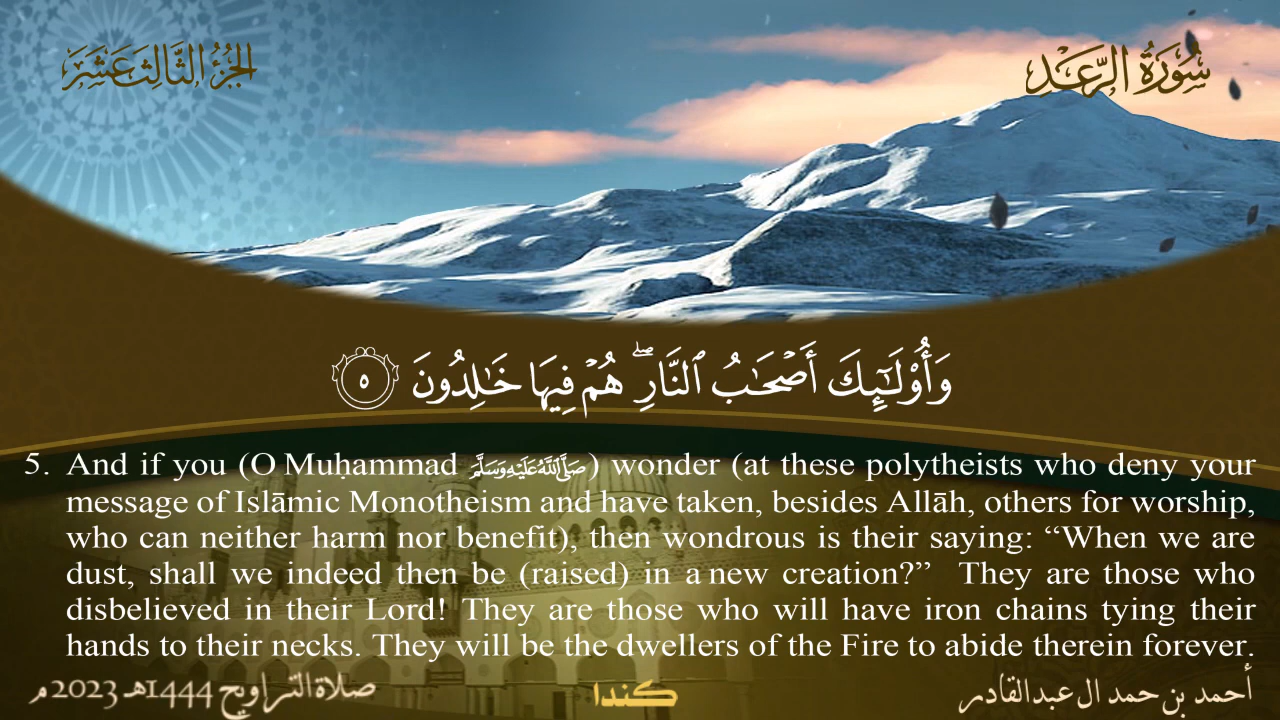 سُورَةُ الرَّعْدِ
الجُزْءُ الثَّالِثَ عَشَرَ
وَأُو۟لَـٰٓئِكَ أَصْحَـٰبُ ٱلنَّارِ ۖ هُمْ فِيهَا خَـٰلِدُونَ ٥
5. And if you (O Muḥammad ﷺ) wonder (at these polytheists who deny your
message of Islāmic Monotheism and have taken, besides Allāh, others for worship,
who can neither harm nor benefit), then wondrous is their saying: “When we are
dust, shall we indeed then be (raised) in a new creation?” They are those who
disbelieved in their Lord! They are those who will have iron chains tying their
hands to their necks. They will be the dwellers of the Fire to abide therein forever.
أحمد بن حمد ال عبدالقادر
كندا
صلاة التراويح 1444هـ 2023 م